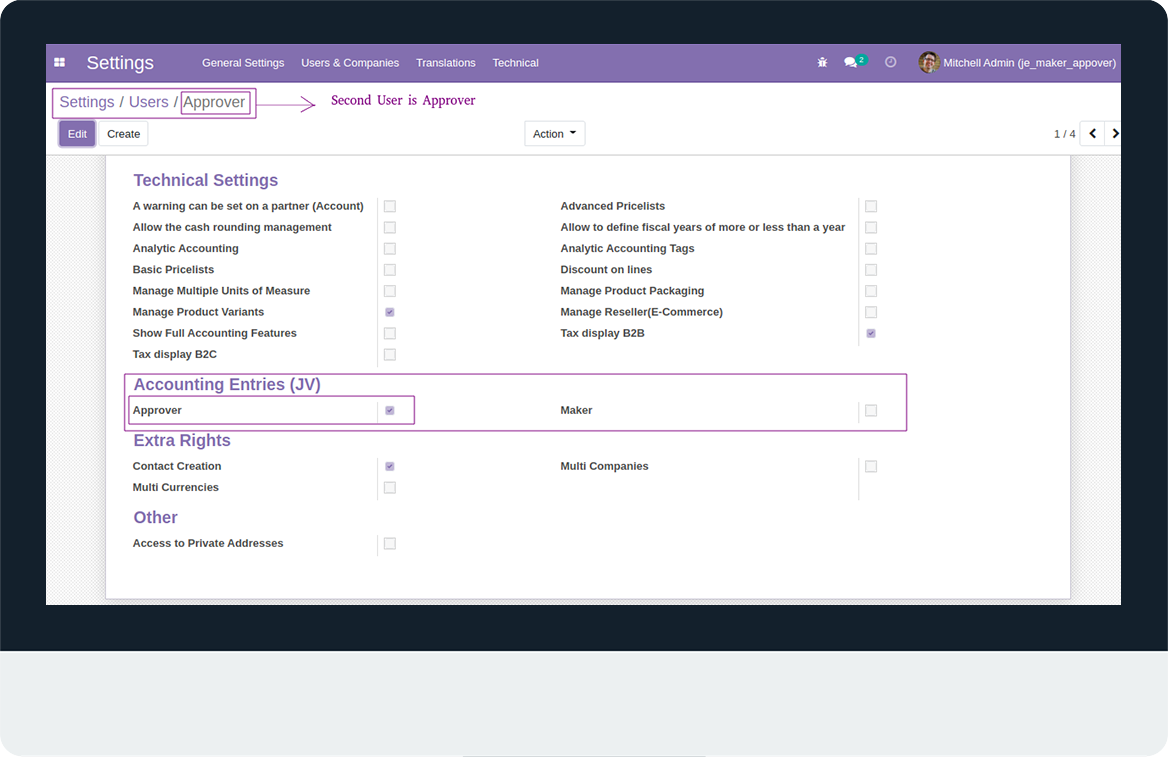 Settings General Settings Users & Companies Translations Technical 2 Mitchell Admin (je_maker_appover)
Settings / Users / Approver Second User is Approver
Edit Create Action 1 / 4
Technical Settings
A warning can be set on a partner (Account) Advanced Pricelists
Allow the cash rounding management Allow to define fiscal years of more or less than a year
Analytic Accounting Analytic Accounting Tags
Basic Pricelists Discount on lines
Manage Multiple Units of Measure Manage Product Packaging
Manage Product Variants Manage Reseller(E-Commerce)
Show Full Accounting Features Tax display B2B
Tax display B2C
Accounting Entries (JV)
Approver Maker
Extra Rights
Contact Creation Multi Companies
Multi Currencies
Other
Access to Private Addresses